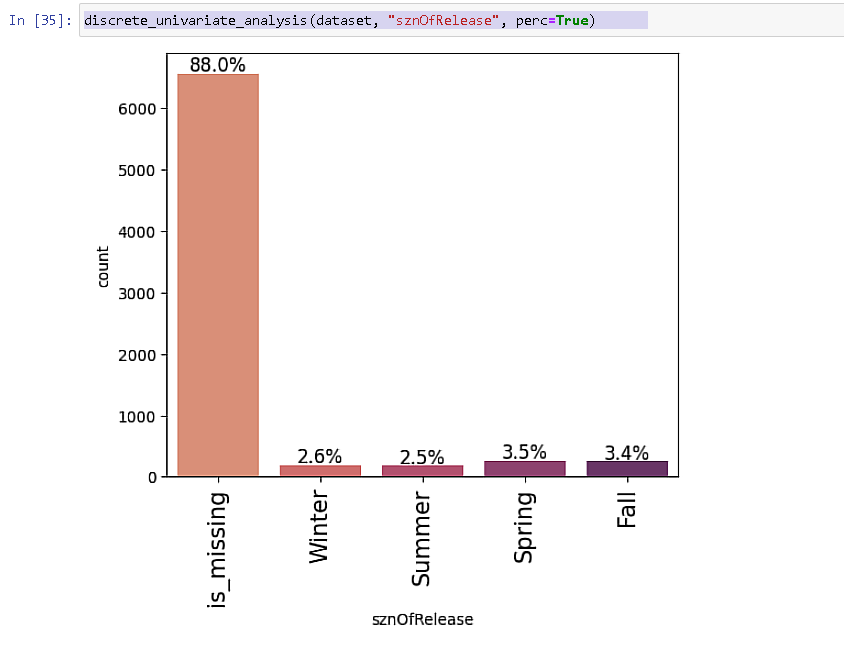 In [35]: discrete_univariate_analysis(dataset, "sznOfRelease", perc=True)
88.0%
6000
5000
4000
3000
2000
1000
0
count
2.6%
2.5%
3.5%
3.4%
is_missing
Winter
Summer
Spring
Fall
sznOfRelease